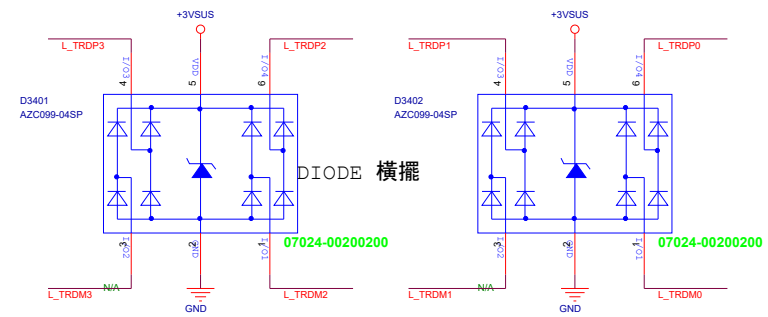 +3VSUS
+3VSUS
L_TRDP3
L_TRDP2
L_TRDP1
L_TRDP0
I/O3
VDD
I/O4
I/O3
VDD
I/O4
4
5
6
4
5
6
D3401
AZC099-04SP
D3402
AZC099-04SP
DIODE 橫擺
3
2
1
3
2
1
I/O2
GND
I/O1
I/O2
GND
I/O1
07024-00200200
07024-00200200
N/A
N/A
L_TRDM3
L_TRDM2
L_TRDM1
L_TRDM0
GND
GND